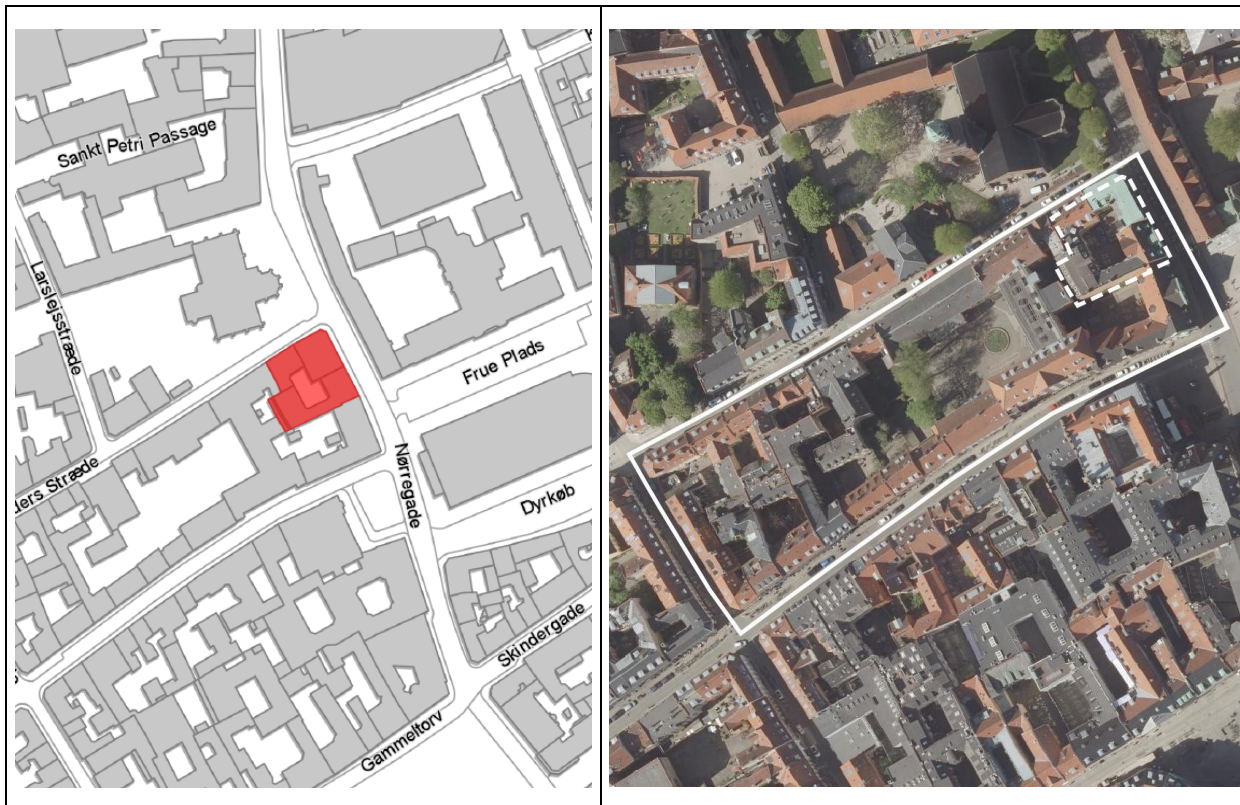 Sankt Petri Passage
Larslejsstræde
Frue Plads
Nørregade
ders Stræde
Dyrkøb
Skindergade
Gammeltorv